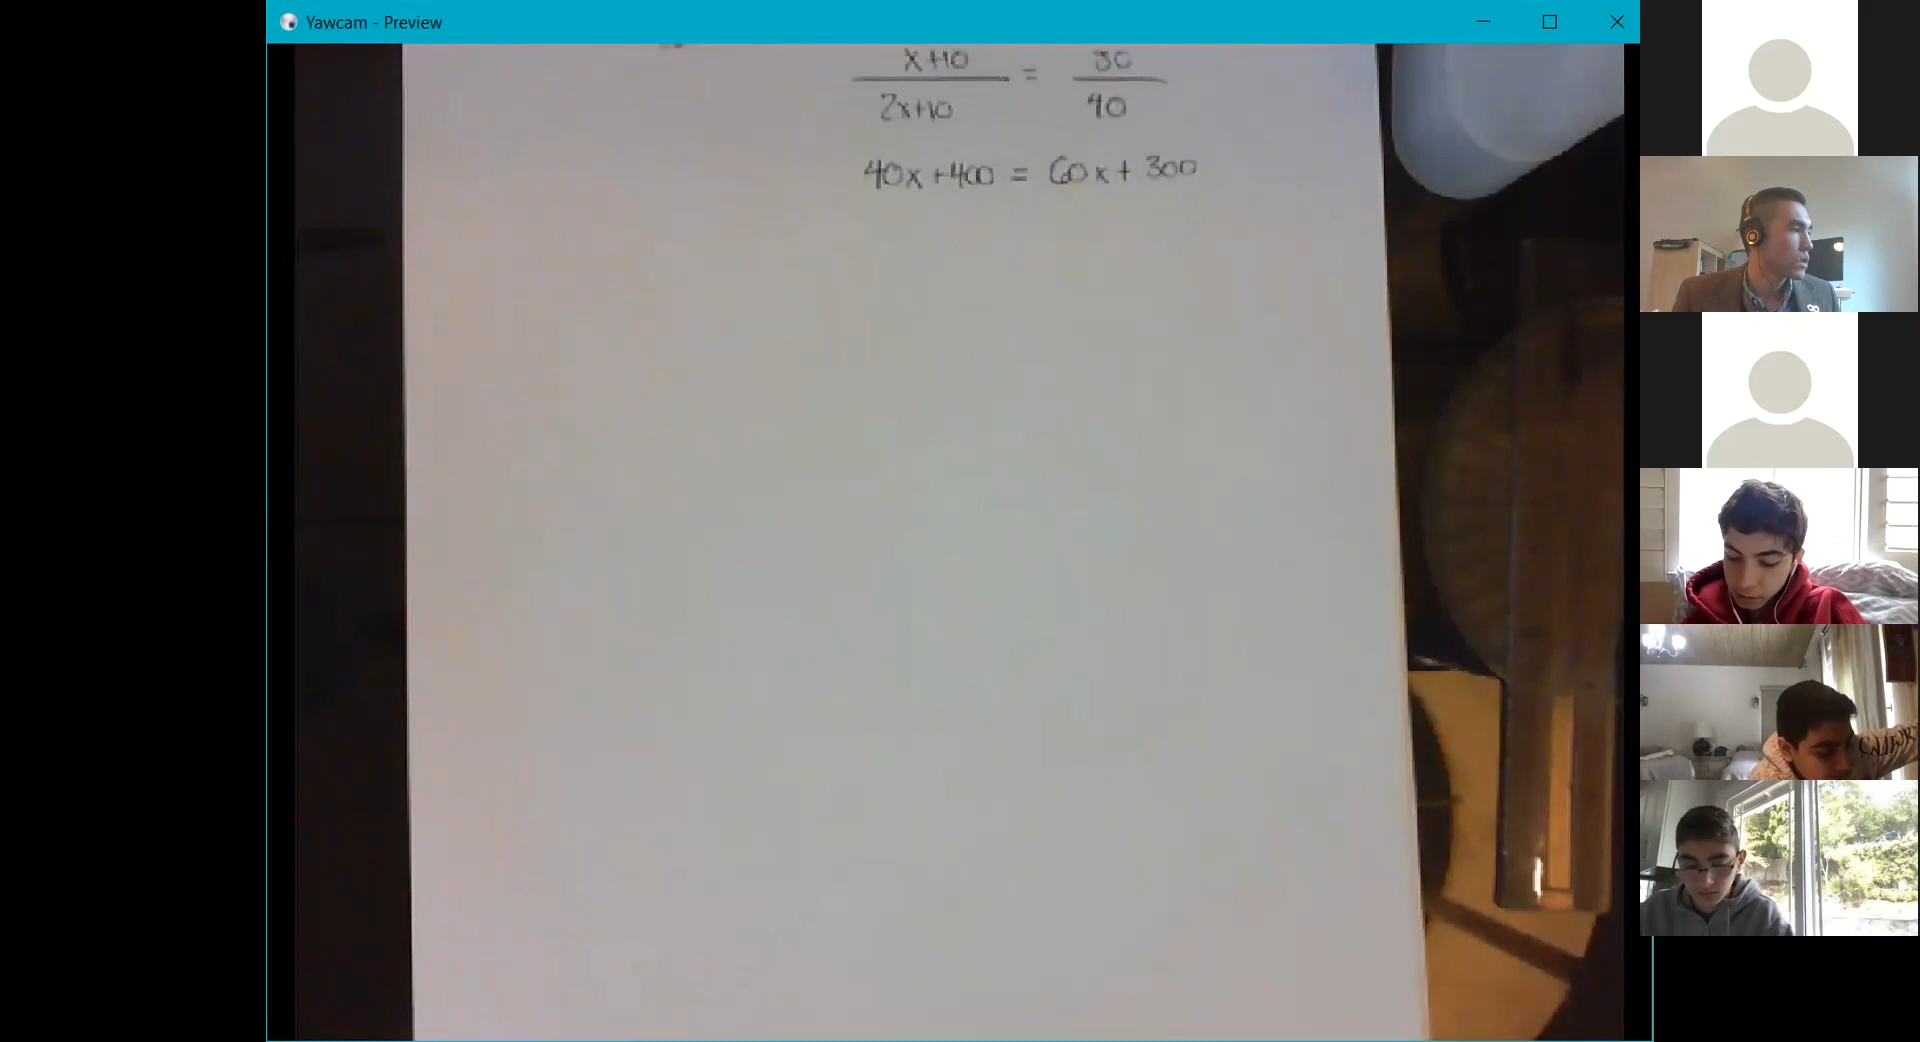 Yawcam - Preview
x+10 = 30
2x+10 40
40x+400 = 60x + 300